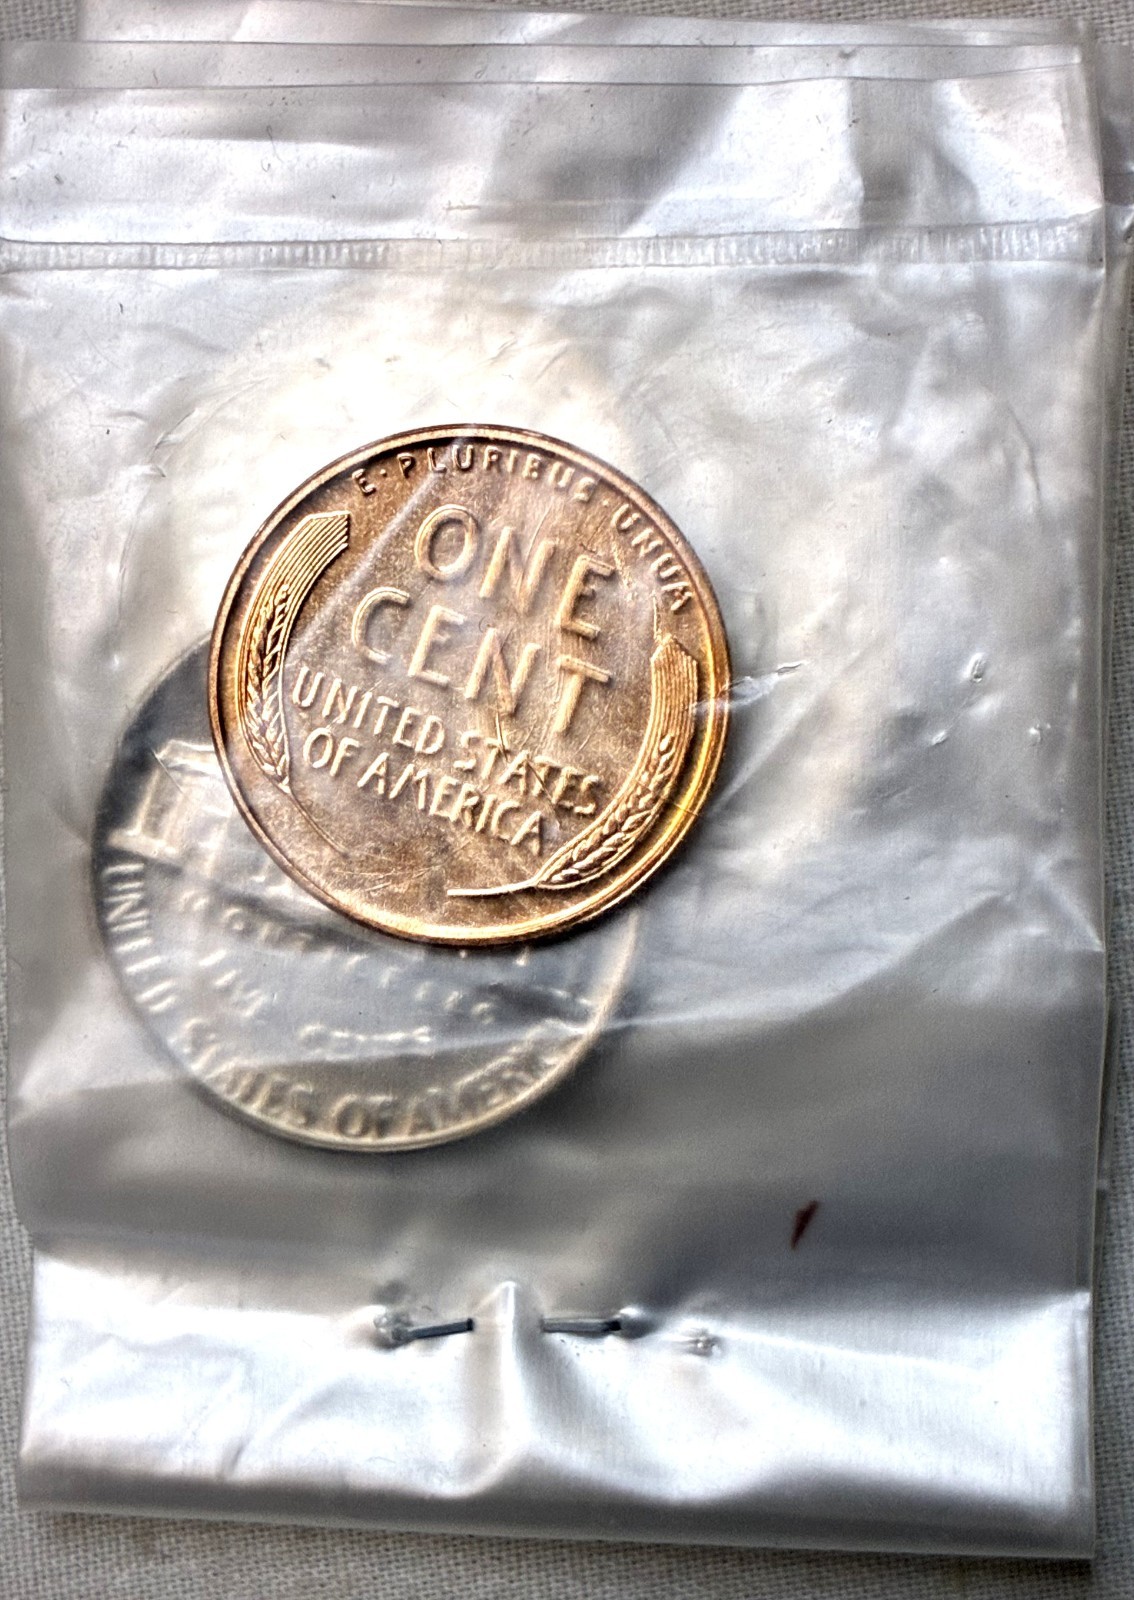 E·PLURIBUS·UNUM
ONE
CENT
UNITED STATES
OF AMERICA
UNITED STATES OF AMERICA